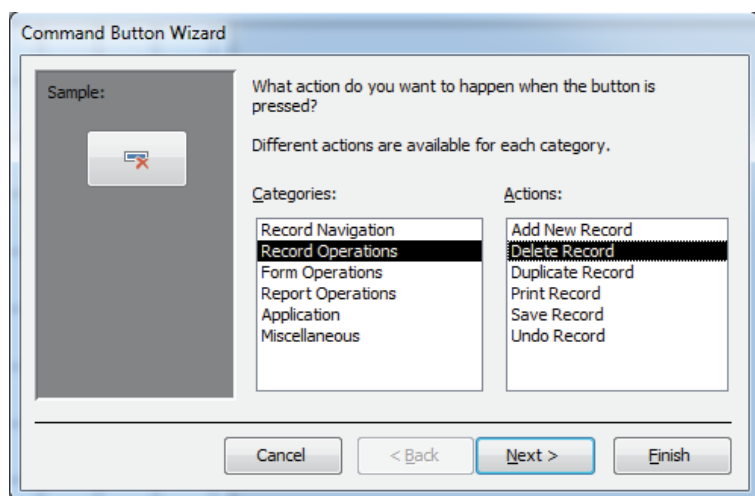 Command Button Wizard
Sample:
What action do you want to happen when the button is
pressed?
Different actions are available for each category.
Categories:
Record Navigation
Record Operations
Form Operations
Report Operations
Application
Miscellaneous
Actions:
Add New Record
Delete Record
Duplicate Record
Print Record
Save Record
Undo Record
Cancel
< Back
Next >
Finish